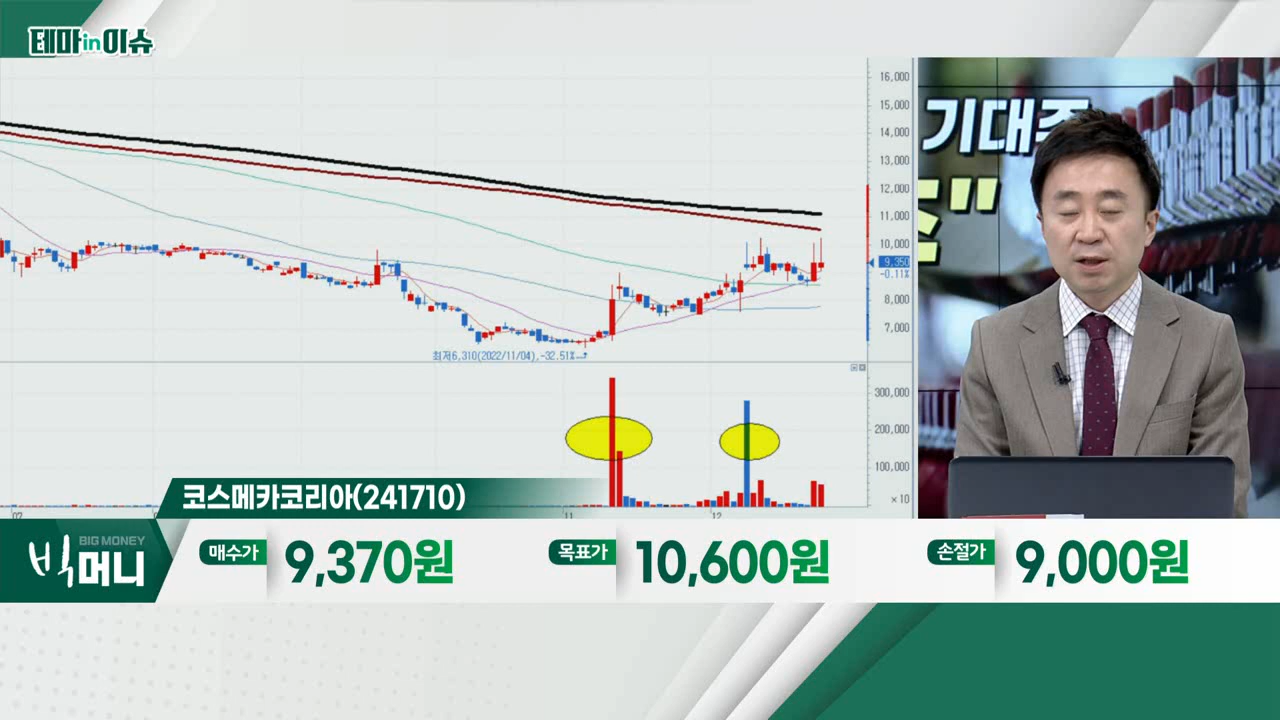 테마in이슈
16,000
15,000
14,000
13,000
12,000
11,000
10,000
9,350
-0.11%
8,000
7,000
최저6,310(2022/11/04),-32.51%
300,000
200,000
100,000
×10
11
12
기대주
"
코스메카코리아(241710)
BIG MONEY
빅머니
매수가 9,370원
목표가 10,600원
손절가 9,000원